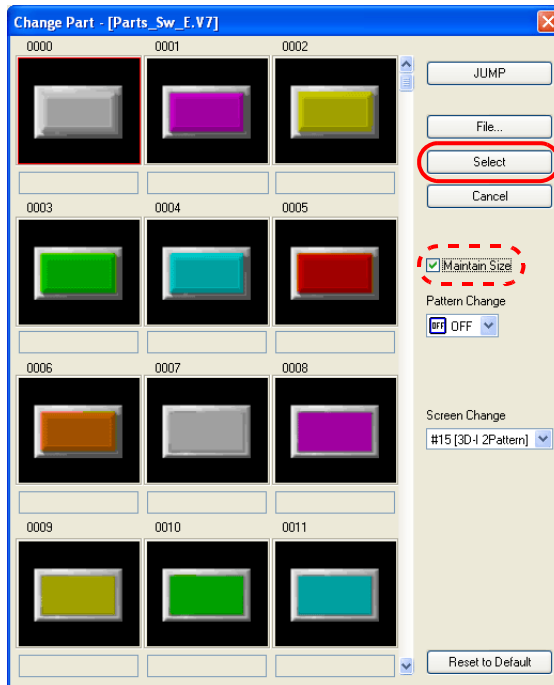 Change Part - [Parts_Sw_E.V7]
0000 0001 0002
JUMP
File...
Select
Cancel
0003 0004 0005
Maintain Size
Pattern Change
OFF OFF
0006 0007 0008
Screen Change
#15 [3D-I 2Pattern]
0009 0010 0011
Reset to Default